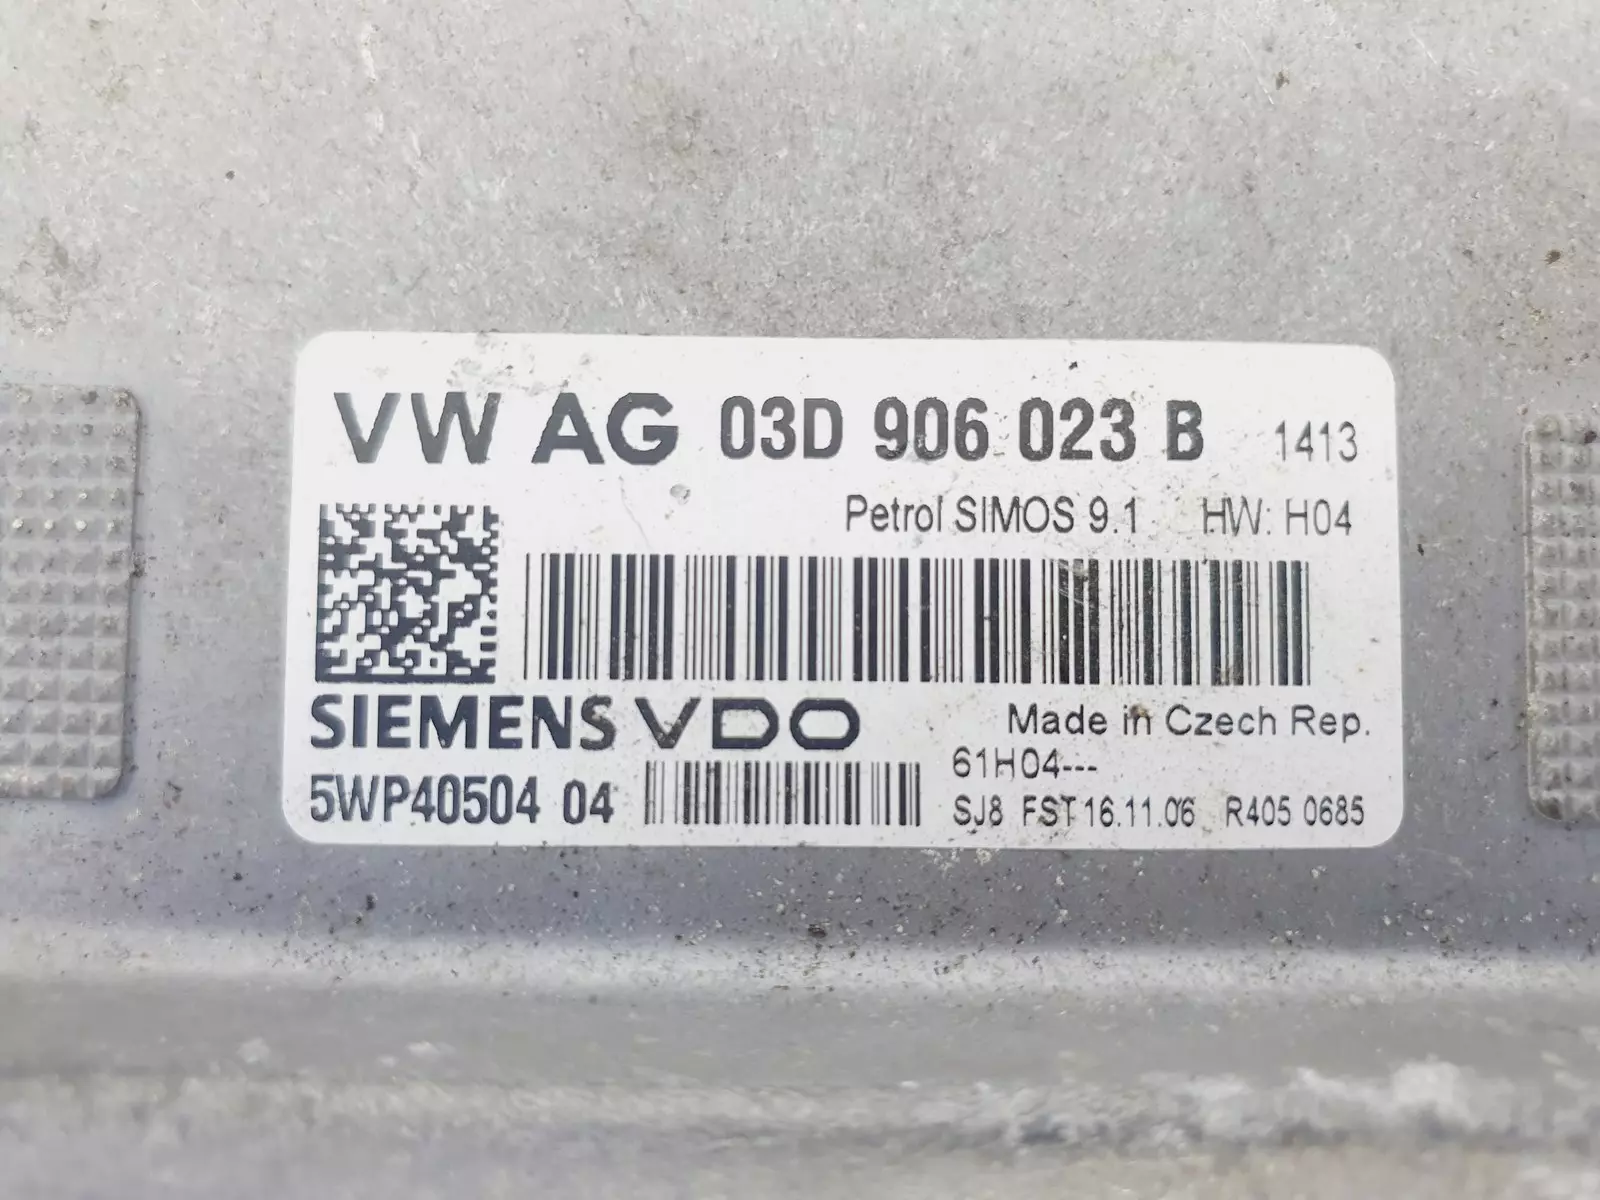 VW AG 03D 906 023 B 1413
Petrol SIMOS 9.1 HW: H04
SIEMENS VDO Made in Czech Rep.
61H04---
5WP40504 04 SJ8 FST 16.11.06 R405 0685